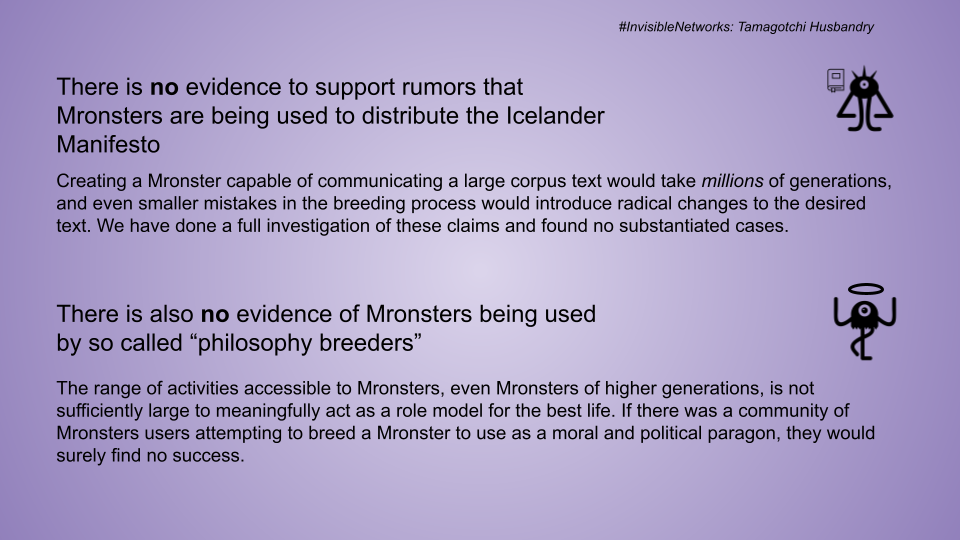 #InvisibleNetworks: Tamagotchi Husbandry
There is no evidence to support rumors that
Mronsters are being used to distribute the Icelander
Manifesto
Creating a Mronster capable of communicating a large corpus text would take millions of generations,
and even smaller mistakes in the breeding process would introduce radical changes to the desired
text. We have done a full investigation of these claims and found no substantiated cases.
There is also no evidence of Mronsters being used
by so called “philosophy breeders”
The range of activities accessible to Mronsters, even Mronsters of higher generations, is not
sufficiently large to meaningfully act as a role model for the best life. If there was a community of
Mronsters users attempting to breed a Mronster to use as a moral and political paragon, they would
surely find no success.